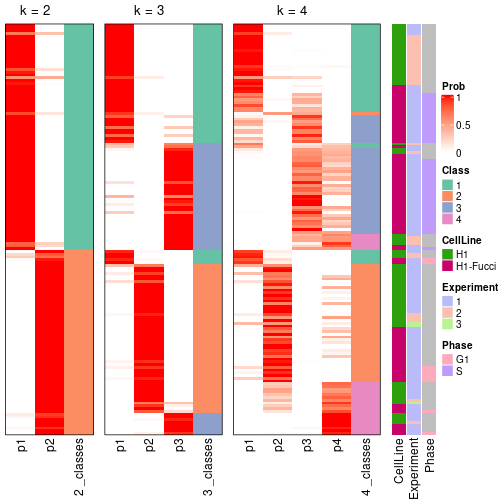 k = 2
k = 3
k = 4
Prob
1
0.5
0
Class
1
2
3
4
CellLine
H1
H1-Fucci
Experiment
1
2
3
Phase
G1
S
p1
p2
2_classes
p1
p2
p3
3_classes
p1
p2
p3
p4
4_classes
CellLine
Experiment
Phase